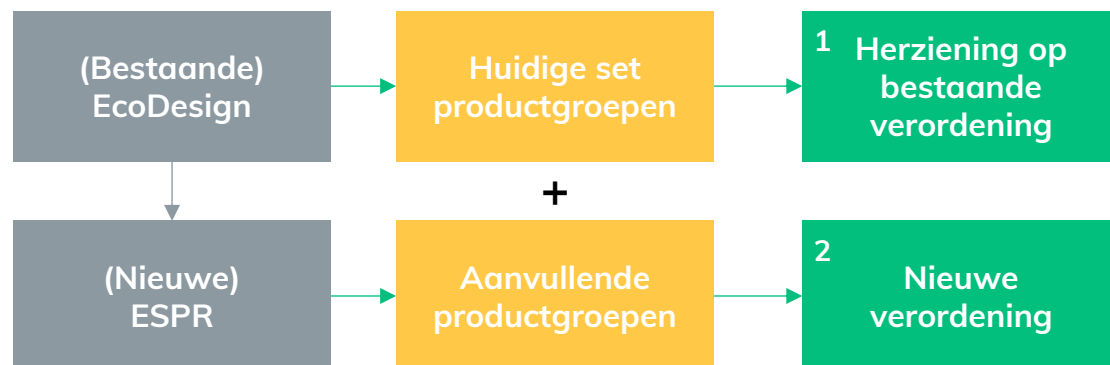 (Bestaande)
EcoDesign
Huidige set
productgroepen
1
Herziening op
bestaande
verordening
+
(Nieuwe)
ESPR
Aanvullende
productgroepen
2
Nieuwe
verordening